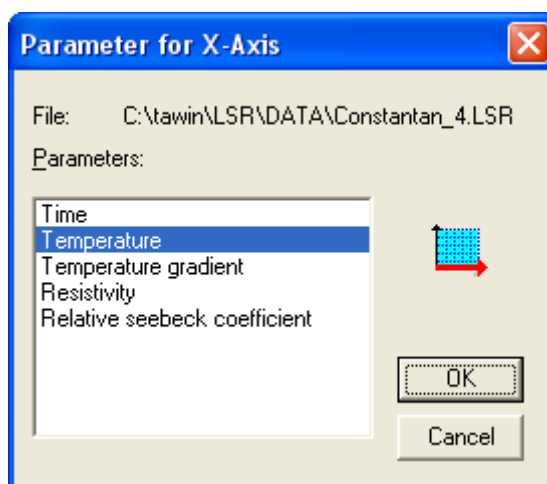 Parameter for X-Axis
File: C:\tawin\LSR\DATA\Constantan_4.LSR
Parameters:
Time
Temperature
Temperature gradient
Resistivity
Relative seebeck coefficient
OK
Cancel